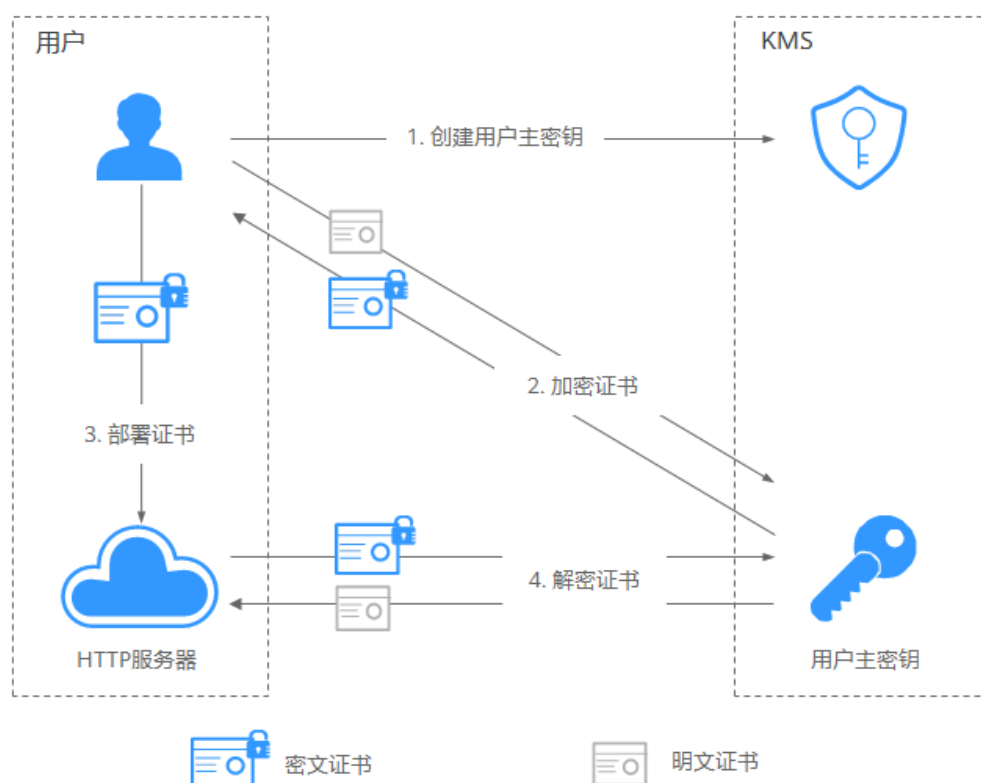 用户
KMS
1. 创建用户主密钥
2. 加密证书
3. 部署证书
4. 解密证书
HTTP服务器
用户主密钥
密文证书
明文证书